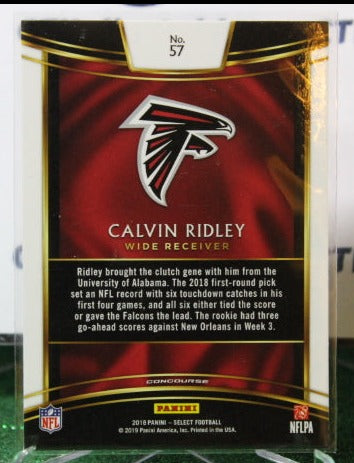 No.
57
CALVIN RIDLEY
WIDE RECEIVER
Ridley brought the clutch gene with him from the
University of Alabama. The 2018 first-round pick
set an NFL record with six touchdown catches in his
first four games, and all six either tied the score
or gave the Falcons the lead. The rookie had three
go-ahead scores against New Orleans in Week 3.
CONCOURSE
PANINI
NFL
2018 PANINI – SELECT FOOTBALL
© 2019 Panini America, Inc. Printed in the USA.
NFLPA